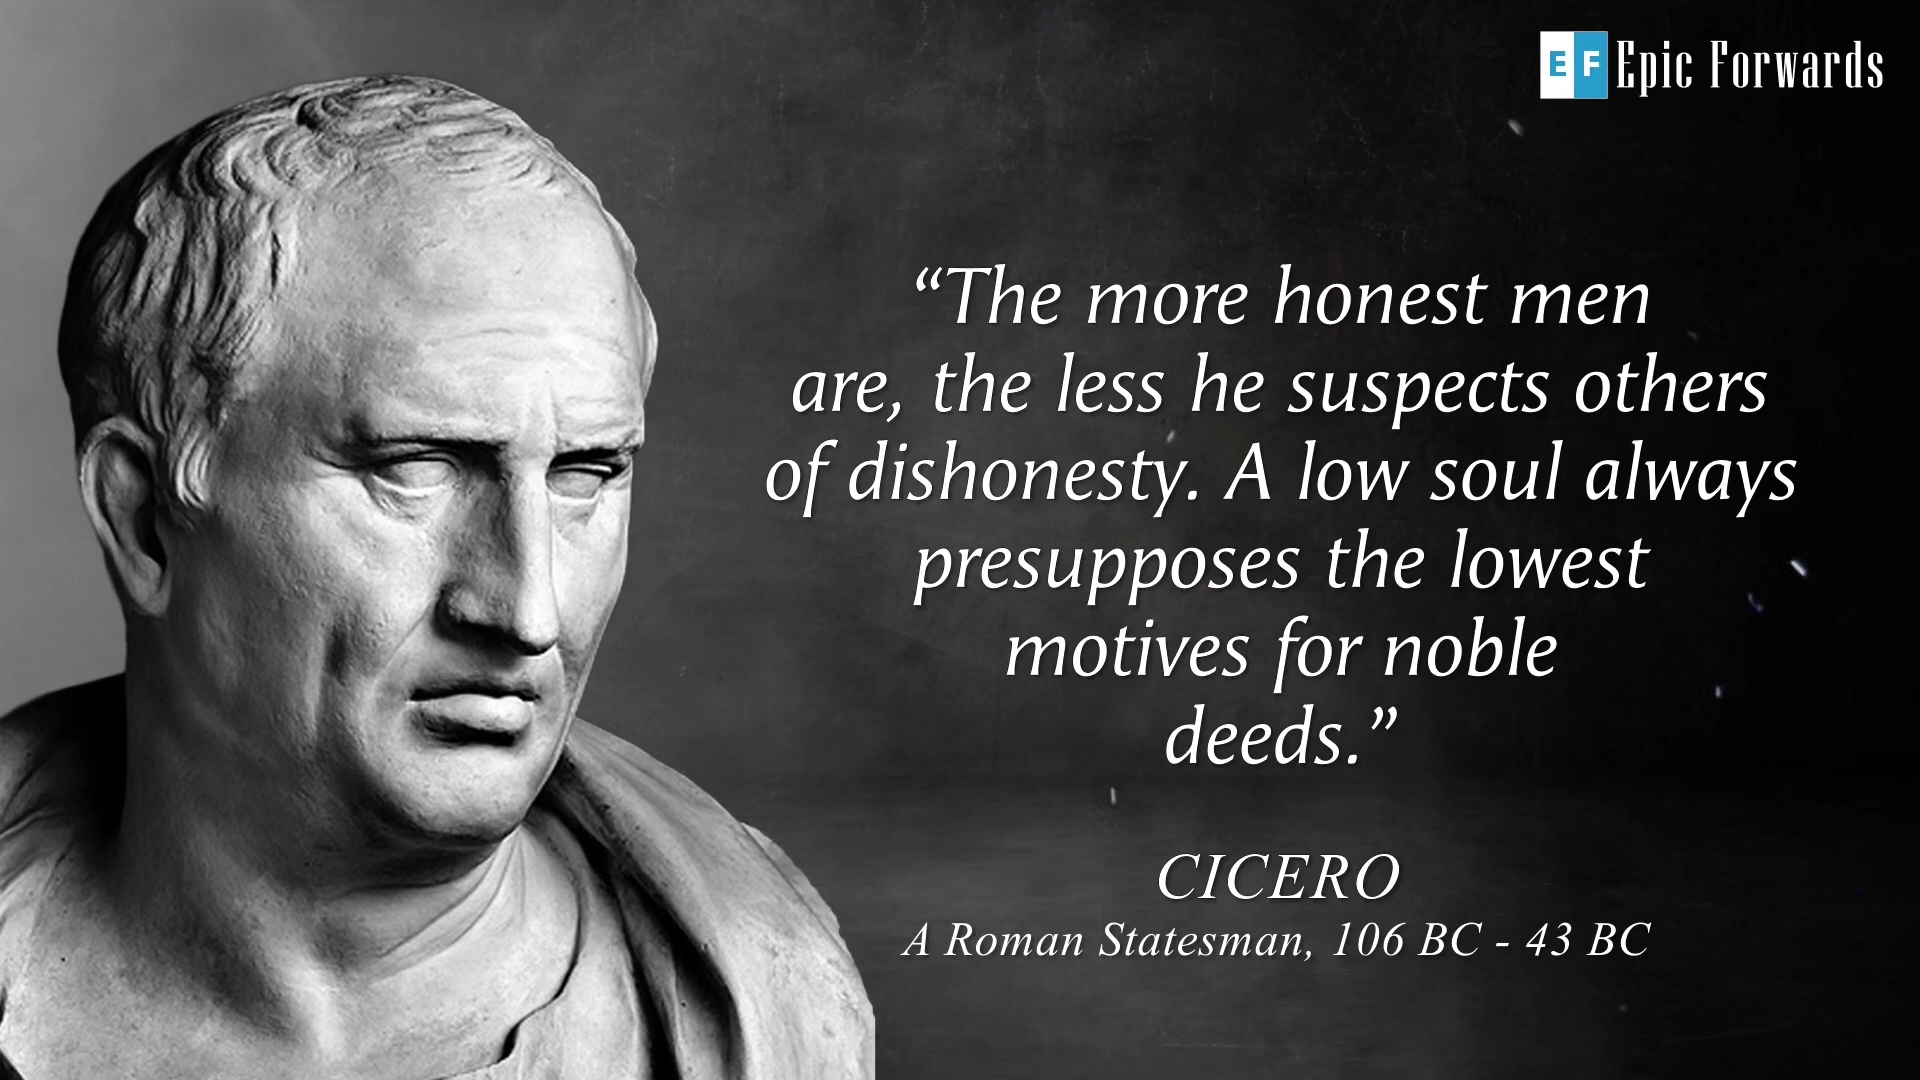 EF Epic Forwards
“The more honest men
are, the less he suspects others
of dishonesty. A low soul always
presupposes the lowest
motives for noble
deeds.”
CICERO
A Roman Statesman, 106 BC - 43 BC